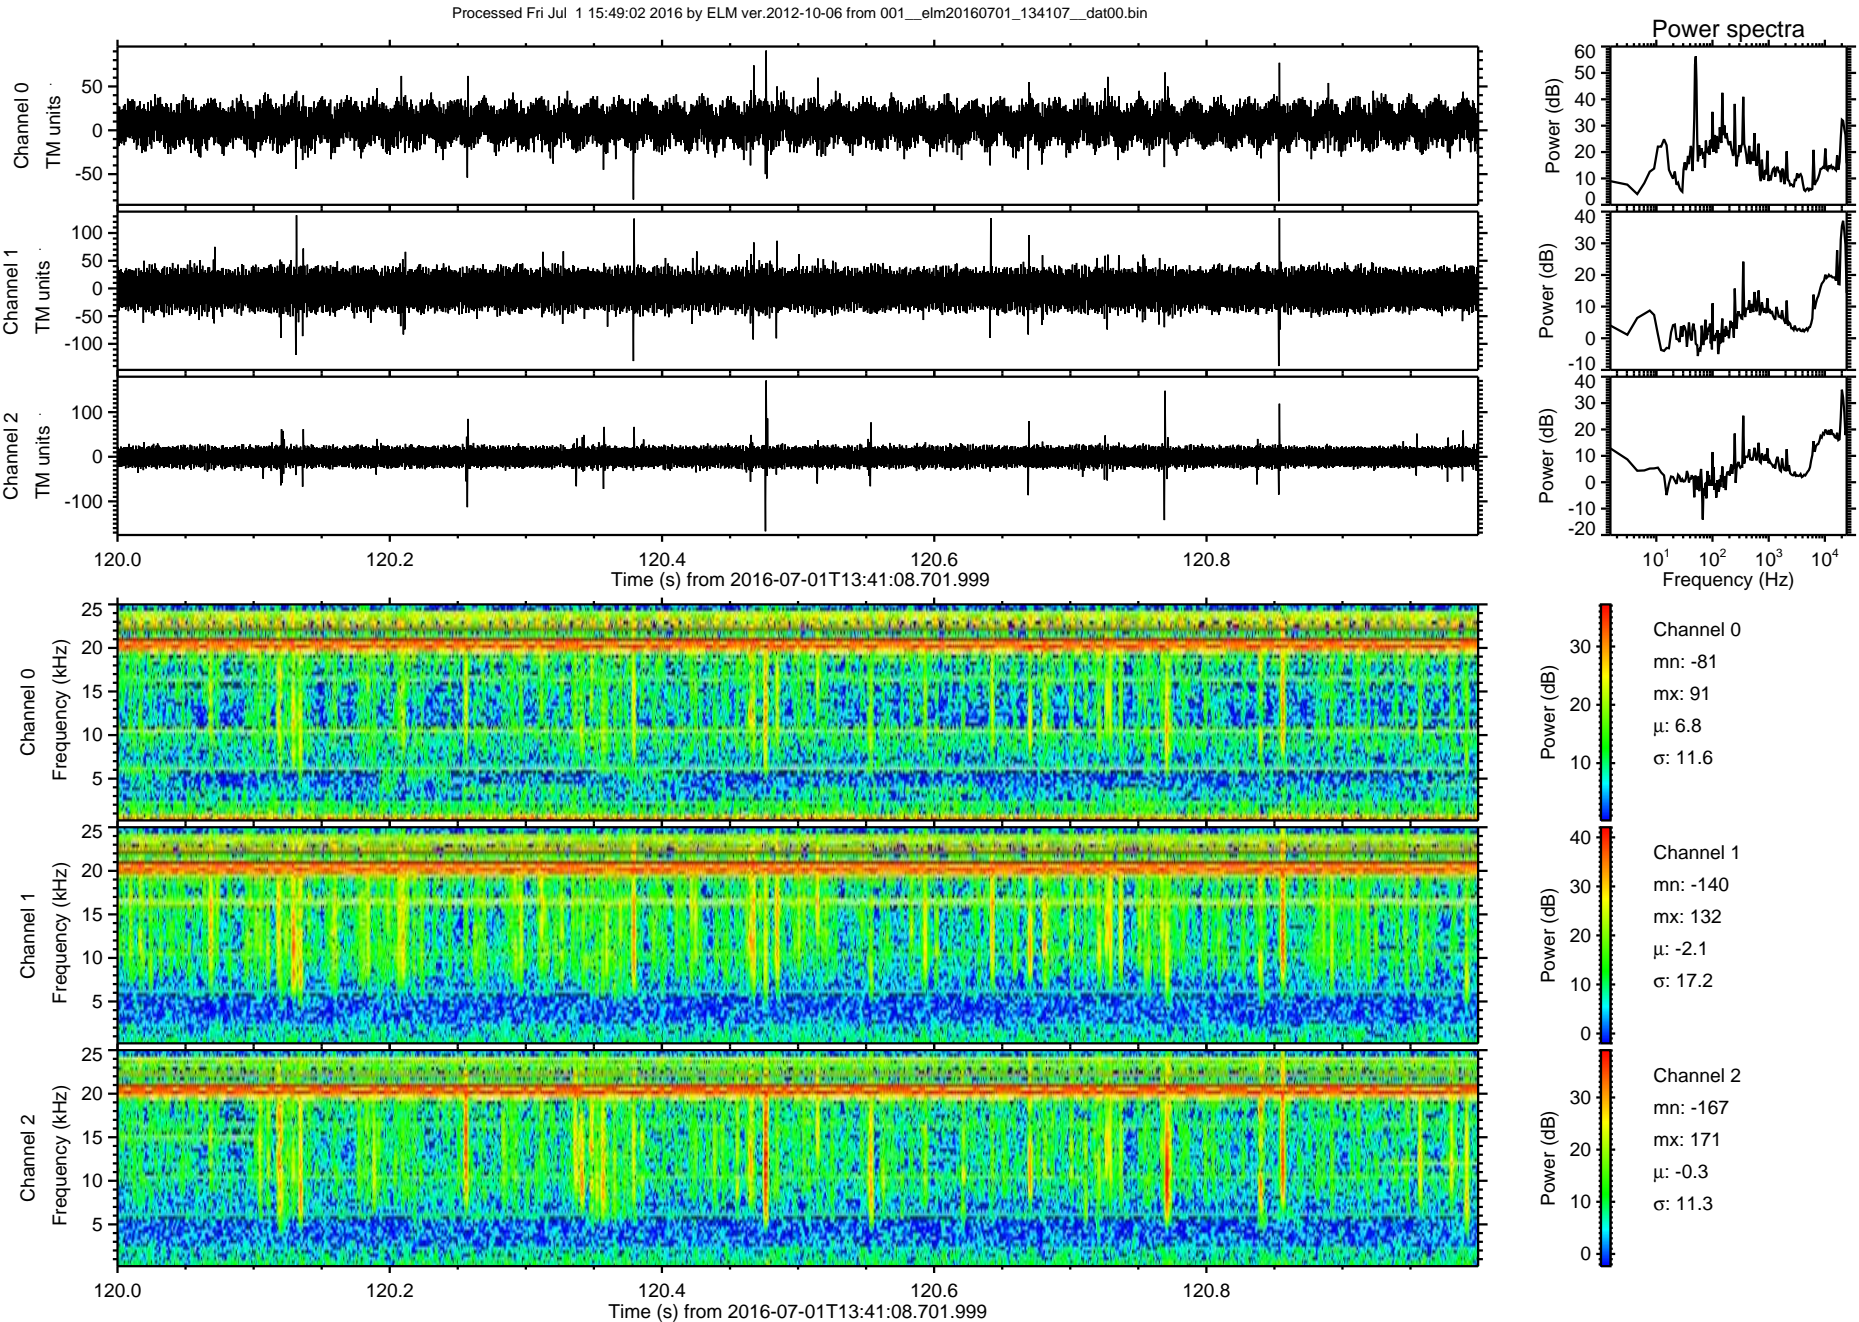 Processed Fri Jul 1 15:49:02 2016 by ELM ver.2012-10-06 from 001__elm20160701_134107__dat00.bin
Power spectra
Channel 0
TM units
50
0
-50
Power (dB)
60
50
40
30
20
10
0
Channel 1
TM units
100
50
0
-50
-100
Power (dB)
40
30
20
10
0
-10
Channel 2
TM units
100
0
-100
Power (dB)
40
30
20
10
0
-10
-20
120.0
120.2
120.4
120.6
120.8
Time (s) from 2016-07-01T13:41:08.701.999
10¹
10²
10³
10⁴
Frequency (Hz)
Channel 0
Frequency (kHz)
25
20
15
10
5
Power (dB)
30
20
10
Channel 0
mn: -81
mx: 91
μ: 6.8
σ: 11.6
Channel 1
Frequency (kHz)
25
20
15
10
5
Power (dB)
40
30
20
10
0
Channel 1
mn: -140
mx: 132
μ: -2.1
σ: 17.2
Channel 2
Frequency (kHz)
25
20
15
10
5
Power (dB)
30
20
10
0
Channel 2
mn: -167
mx: 171
μ: -0.3
σ: 11.3
120.0
120.2
120.4
120.6
120.8
Time (s) from 2016-07-01T13:41:08.701.999